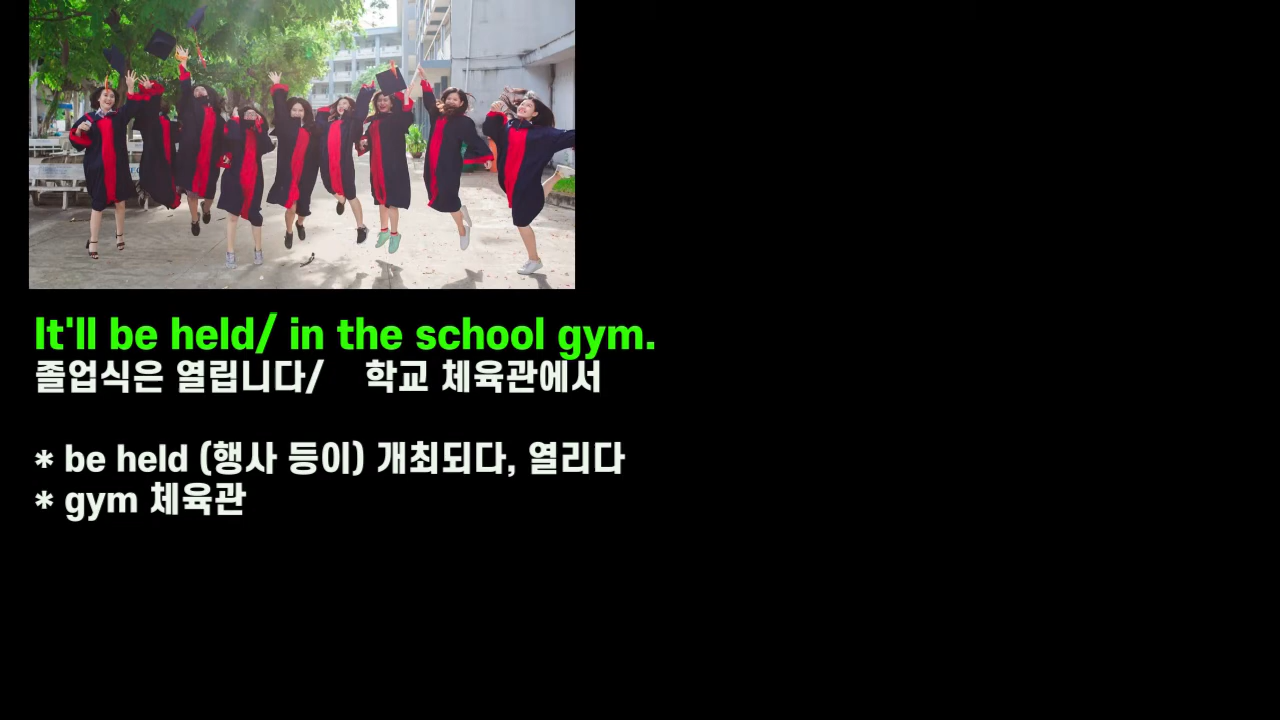 It'll be held/ in the school gym.
졸업식은 열립니다/ 학교 체육관에서
* be held (행사 등이) 개최되다, 열리다
* gym 체육관